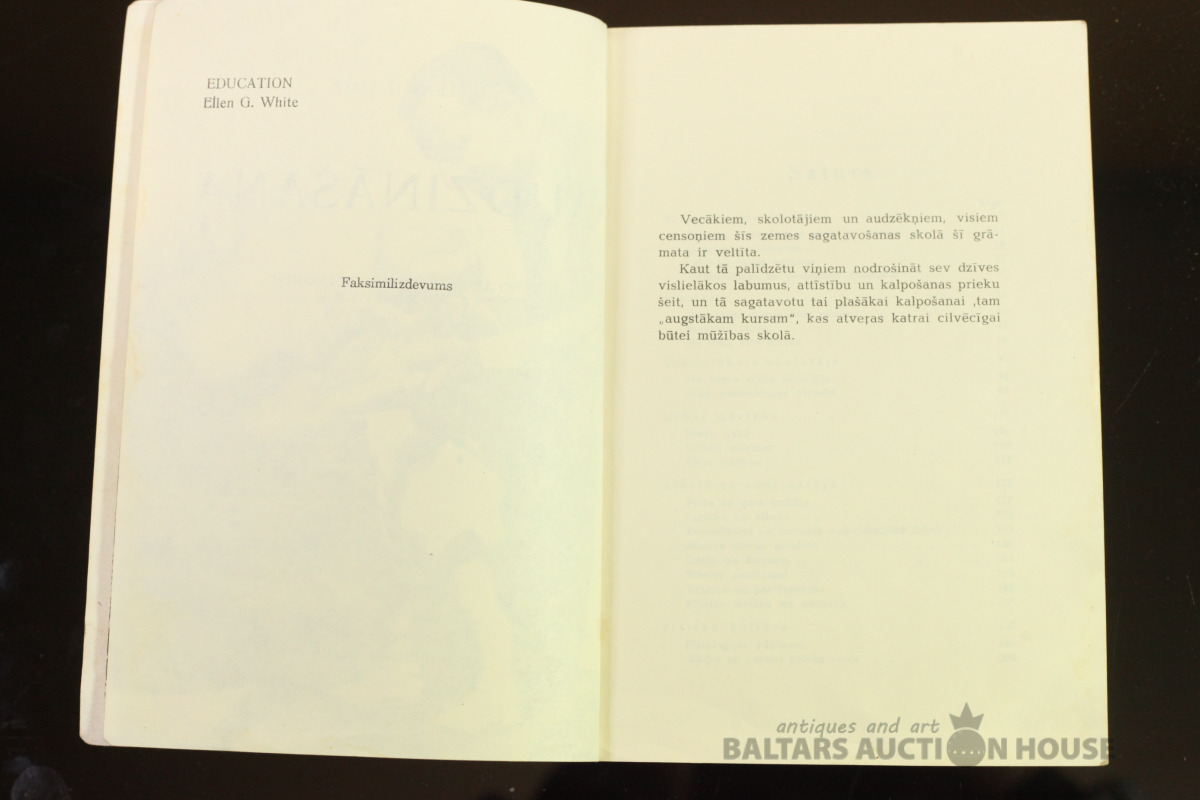 EDUCATION
Ellen G. White
Faksimilizdevums
Vecākiem, skolotājiem un audzēkņiem, visiem
censoņiem šīs zemes sagatavošanas skolā šī grā-
mata ir veltīta.
Kaut tā palīdzētu viņiem nodrošināt sev dzīves
vislielākos labumus, attīstību un kalpošanas prieku
šeit, un tā sagatavotu tai plašākai kalpošanai ,tam
„augstākam kursam“, kas atveŗas katrai cilvēcīgai
būtei mūžības skolā.
antiques and art
BALTARS AUCTION HOUSE